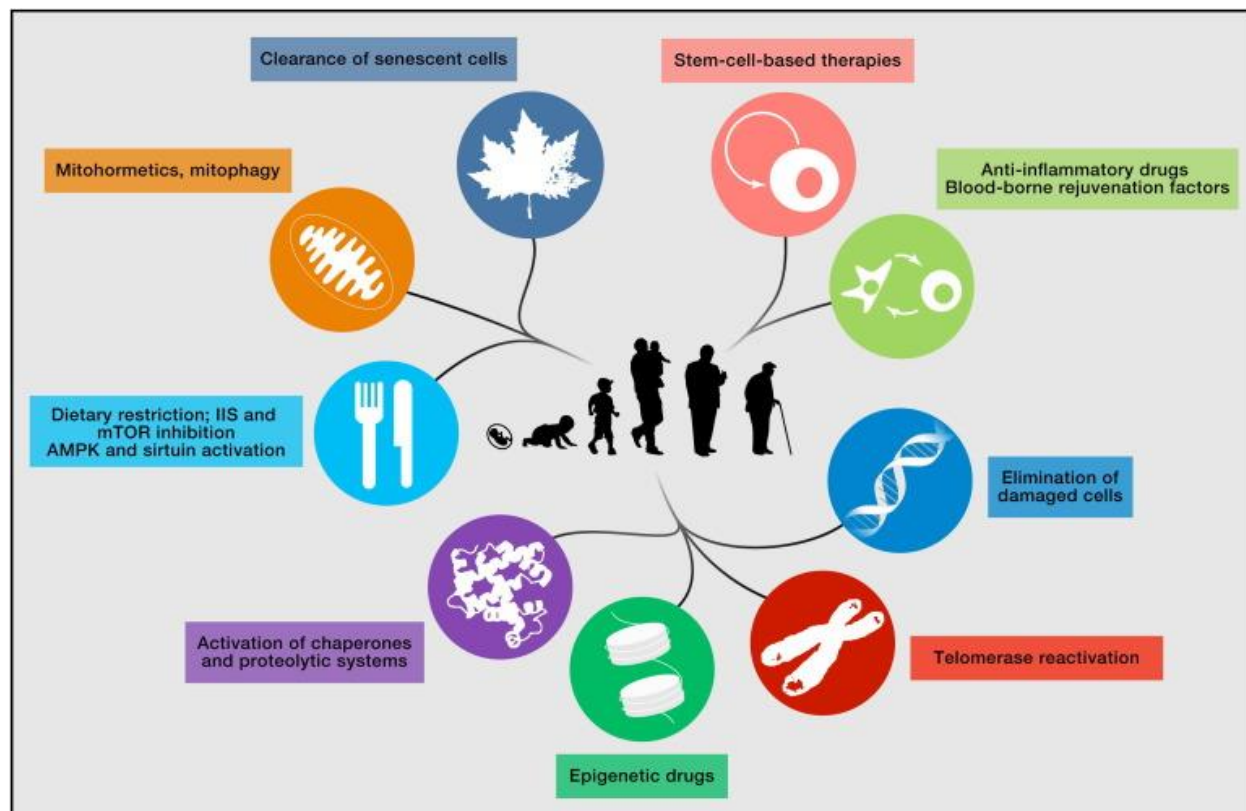 Clearance of senescent cells
Stem-cell-based therapies
Mitohormetics, mitophagy
Anti-inflammatory drugs
Blood-borne rejuvenation factors
Dietary restriction; IIS and
mTOR inhibition
AMPK and sirtuin activation
Elimination of
damaged cells
Activation of chaperones
and proteolytic systems
Telomerase reactivation
Epigenetic drugs